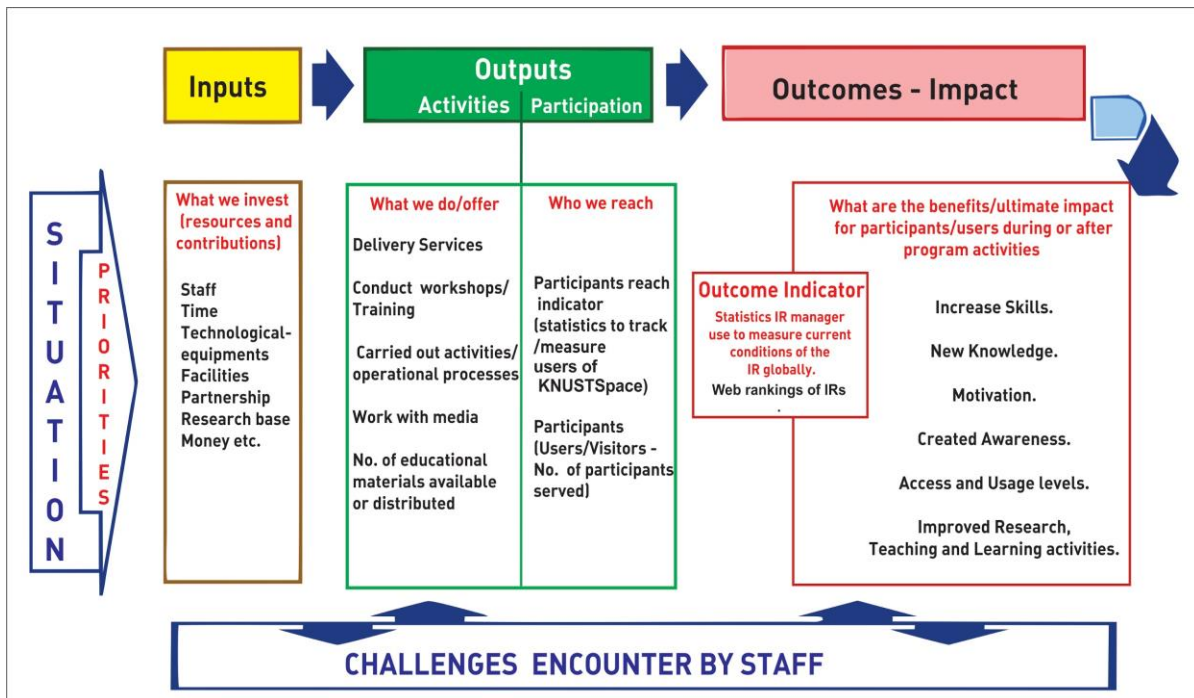 Inputs
Outputs
Activities
Participation
Outcomes - Impact
SITUATION
PRIORITIES
What we invest
(resources and
contributions)
Staff
Time
Technological-
equipments
Facilities
Partnership
Research base
Money etc.
What we do/offer
Delivery Services
Conduct workshops/
Training
Carried out activities/
operational processes
Work with media
No. of educational
materials available
or distributed
Who we reach
Participants reach
indicator
(statistics to track
/measure
users of
KNUSTSpace)
Participants
(Users/Visitors -
No. of participants
served)
Outcome Indicator
Statistics IR manager
use to measure current
conditions of the
IR globally.
Web rankings of IRs
.
What are the benefits/ultimate impact
for participants/users during or after
program activities
Increase Skills.
New Knowledge.
Motivation.
Created Awareness.
Access and Usage levels.
Improved Research,
Teaching and Learning activities.
CHALLENGES ENCOUNTER BY STAFF